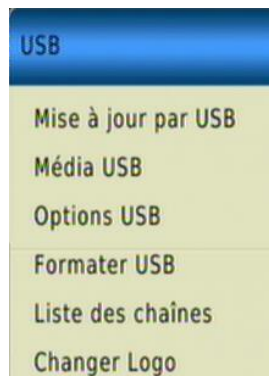 USB
Mise à jour par USB
Média USB
Options USB
Formater USB
Liste des chaînes
Changer Logo